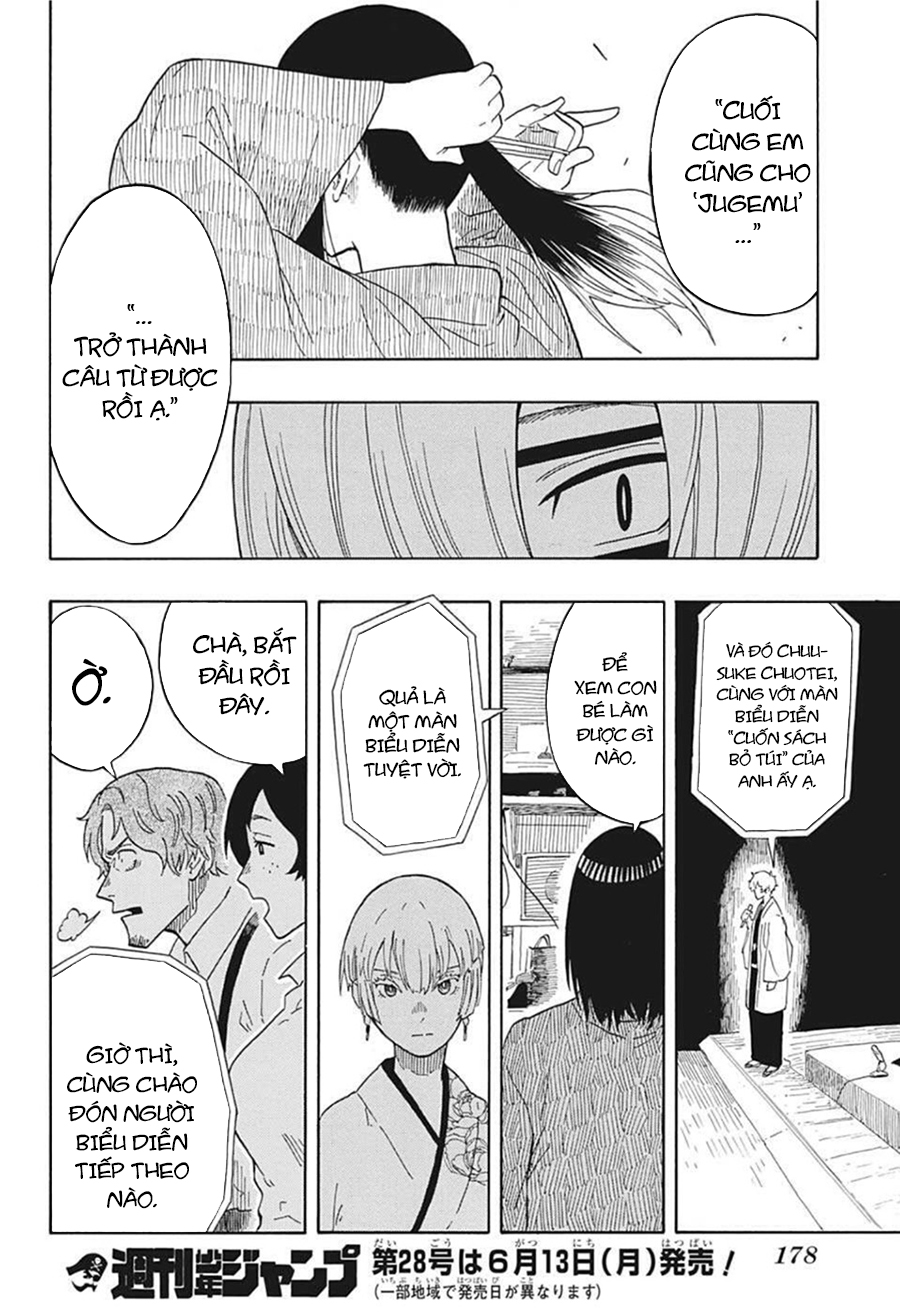 “CUỐI
CÙNG EM
CŨNG CHO
‘JUGEMU’
...”
“...
TRỞ THÀNH
CÂU TỪ ĐƯỢC
RỒI Ạ.”
VÀ ĐÓ CHUU-
SUKE CHUOTEI,
CÙNG VỚI MÀN
BIỂU DIỄN
“CUỐN SÁCH
BỎ TÚI” CỦA
ANH ẤY Ạ.
ĐỂ
XEM CON
BÉ LÀM
ĐƯỢC GÌ
NÀO.
QUẢ LÀ
MỘT MÀN
BIỂU DIỄN
TUYỆT VỜI.
CHÀ, BẮT
ĐẦU RỒI
ĐÂY.
Ờ.
GIỜ THÌ,
CÙNG CHÀO
ĐÓN NGƯỜI
BIỂU DIỄN
TIẾP THEO
NÀO.
週刊少年ジャンプ 第28号は6月13日(月)発売!
(一部地域で発売日が異なります)
178